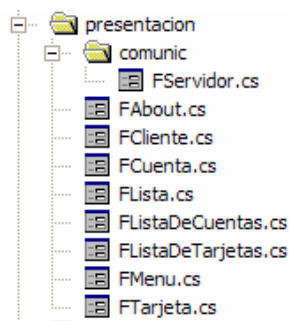 presentacion
comunic
FServidor.cs
FAbout.cs
FCliente.cs
FCuenta.cs
FLista.cs
FListaDeCuentas.cs
FListaDeTarjetas.cs
FMenu.cs
FTarjeta.cs